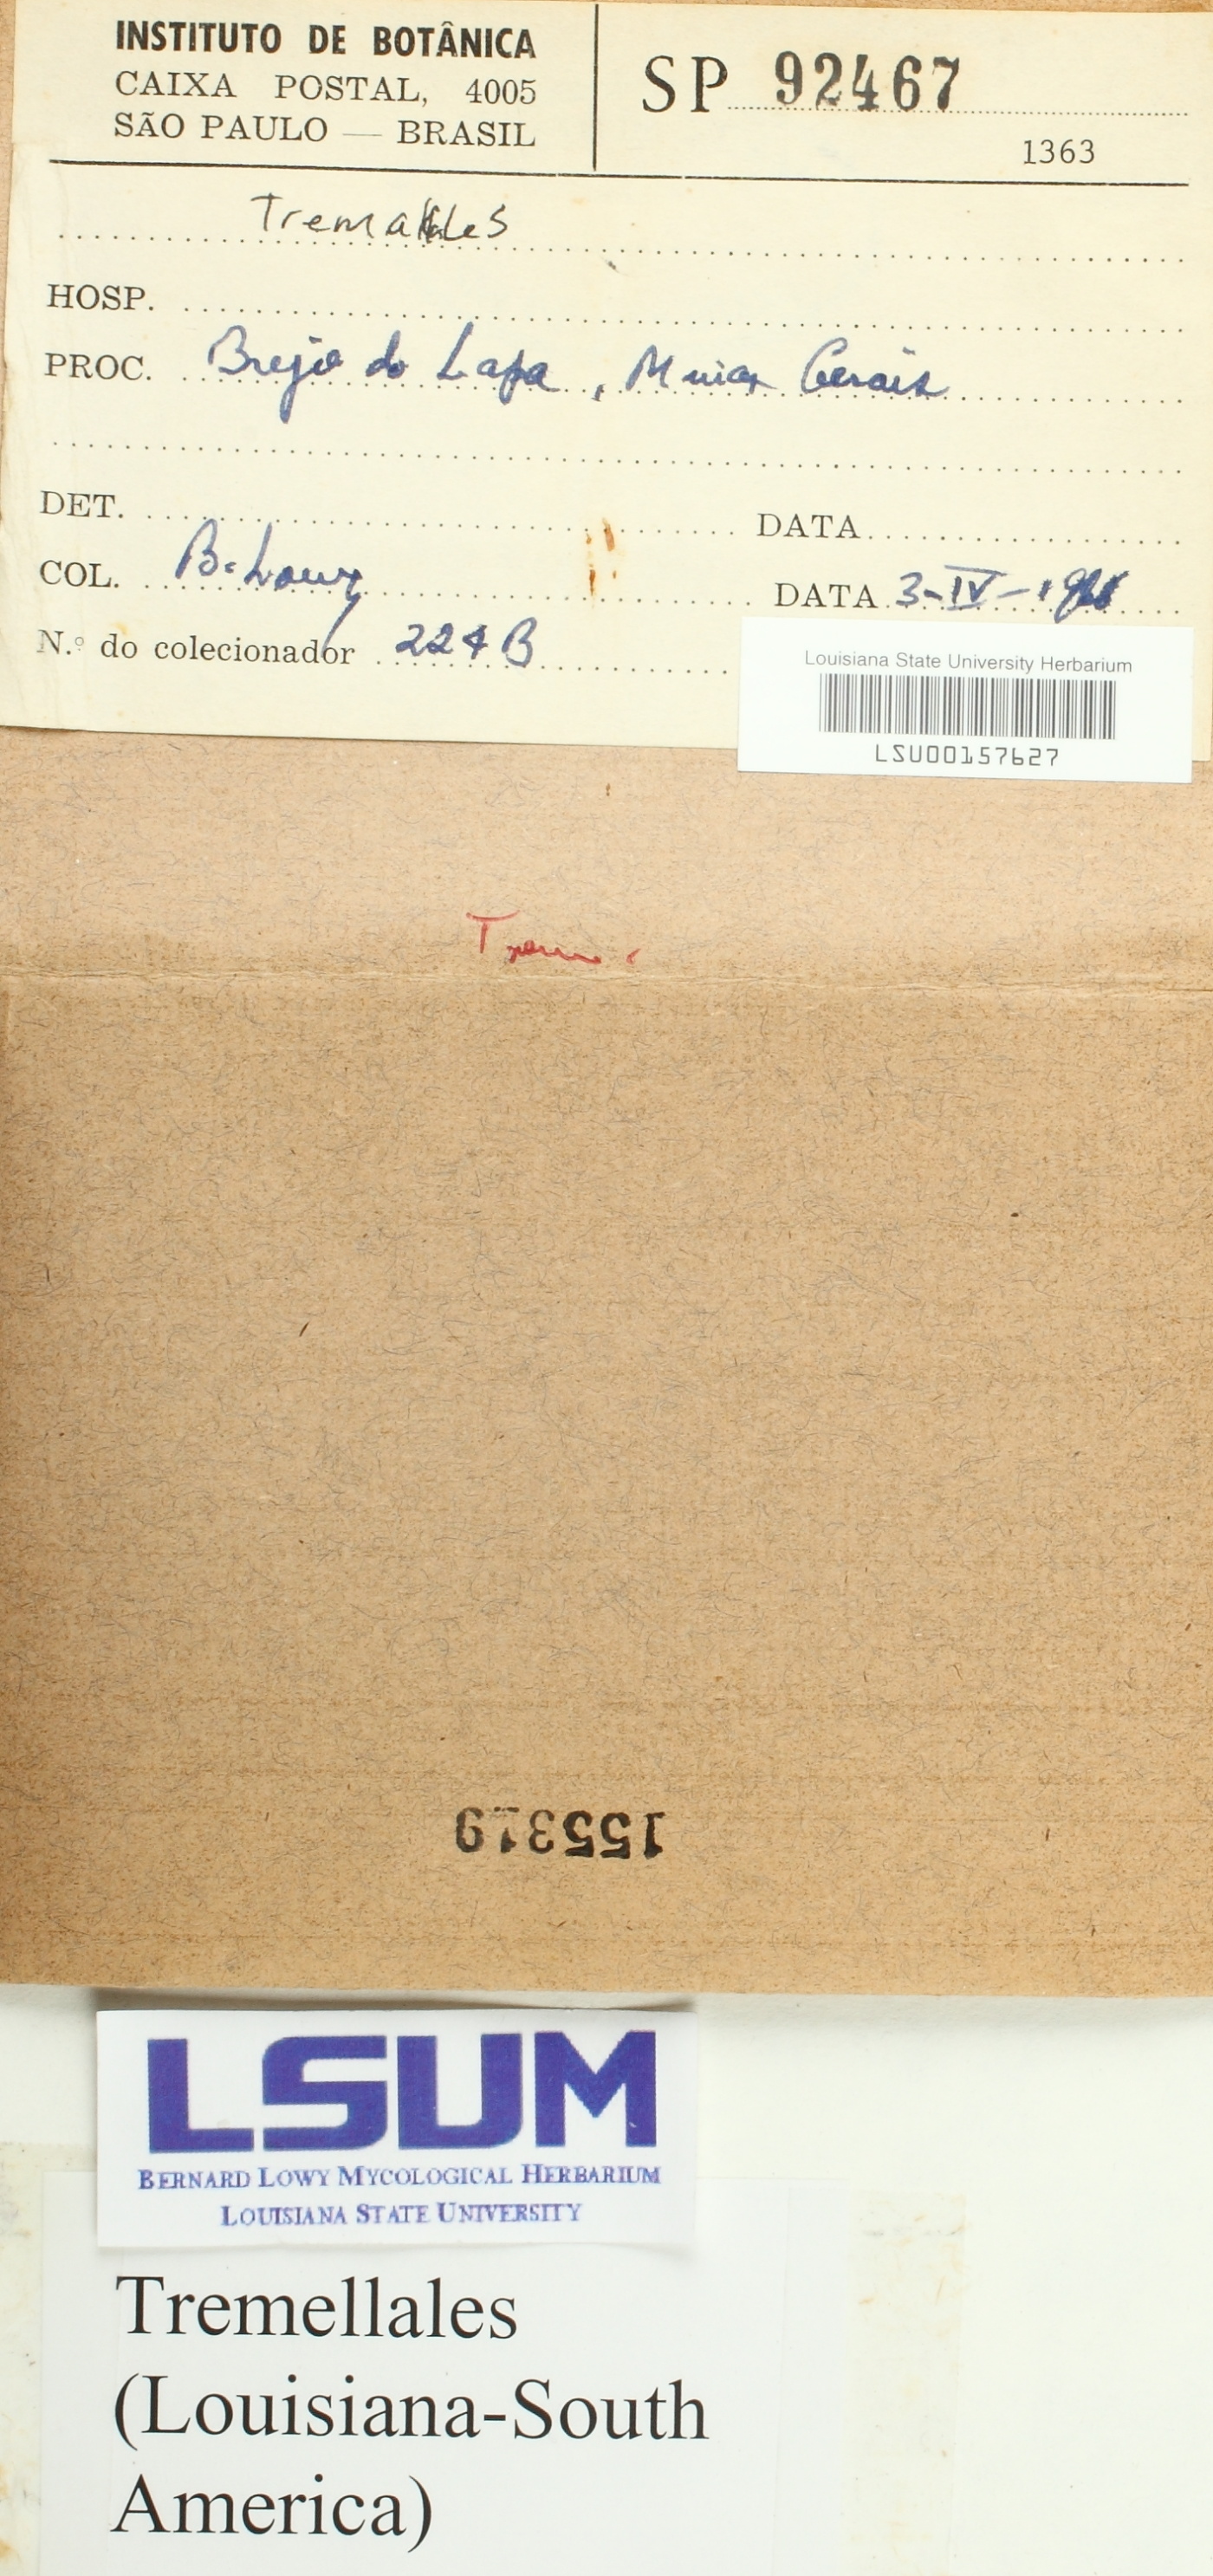 INSTITUTO DE BOTÂNICA
CAIXA POSTAL, 4005
SÃO PAULO — BRASIL
SP 92467
1363
HOSP.
PROC. Brejo do Lapa, Minas Gerais
DET. DATA
COL. B. Lowy DATA 3-IV-
N.º do colecionador 224 B
Louisiana State University Herbarium
LSU00157627
155319
LSUM
BERNARD LOWY MYCOLOGICAL HERBARIUM
LOUISIANA STATE UNIVERSITY
Tremellales
(Louisiana-South
America)